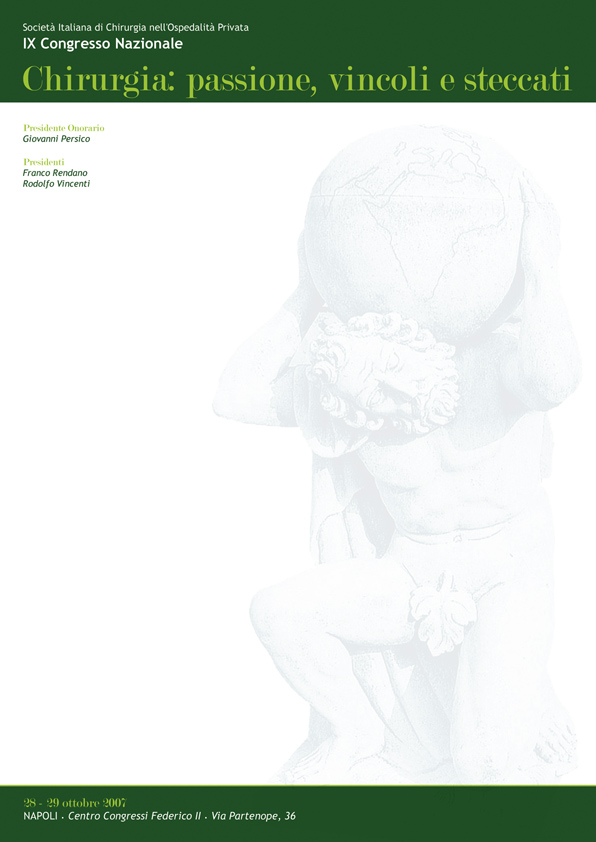 Società Italiana di Chirurgia nell'Ospedalità Privata
IX Congresso Nazionale
Chirurgia: passione, vincoli e steccati
Presidente Onorario
Giovanni Persico
Presidenti
Franco Rendano
Rodolfo Vincenti
28 - 29 ottobre 2007
NAPOLI . Centro Congressi Federico II . Via Partenope, 36